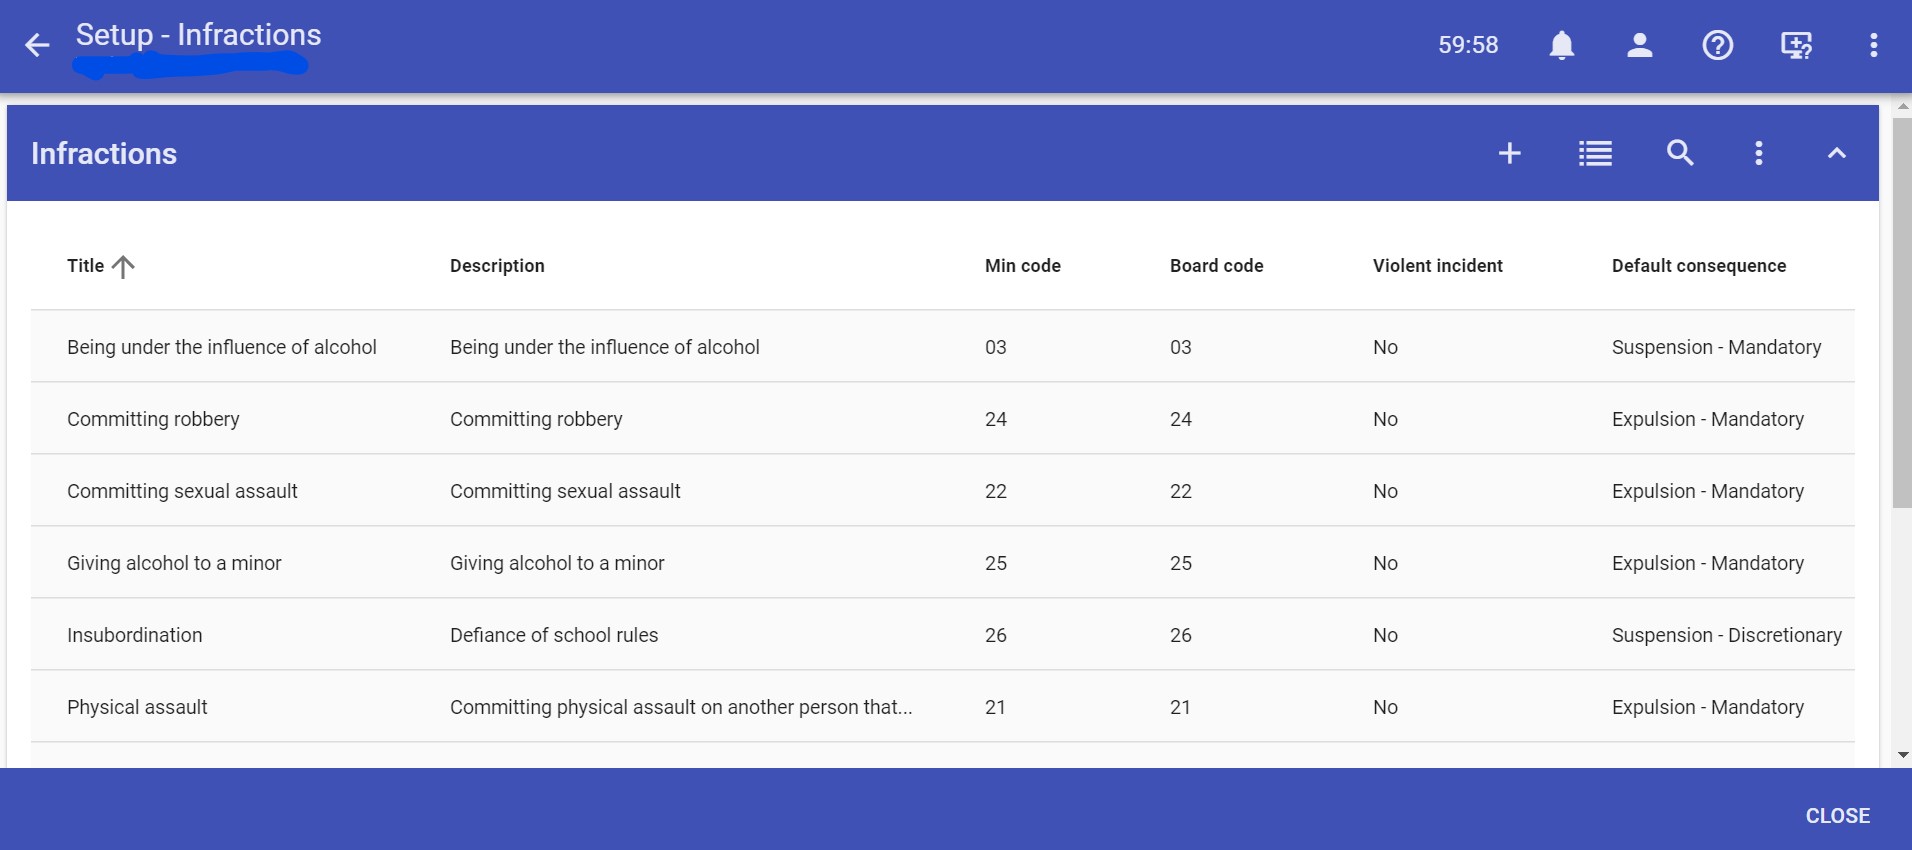 Setup - Infractions
59:58
Infractions
Title Description Min code Board code Violent incident Default consequence
Being under the influence of alcohol Being under the influence of alcohol 03 03 No Suspension - Mandatory
Committing robbery Committing robbery 24 24 No Expulsion - Mandatory
Committing sexual assault Committing sexual assault 22 22 No Expulsion - Mandatory
Giving alcohol to a minor Giving alcohol to a minor 25 25 No Expulsion - Mandatory
Insubordination Defiance of school rules 26 26 No Suspension - Discretionary
Physical assault Committing physical assault on another person that... 21 21 No Expulsion - Mandatory
CLOSE